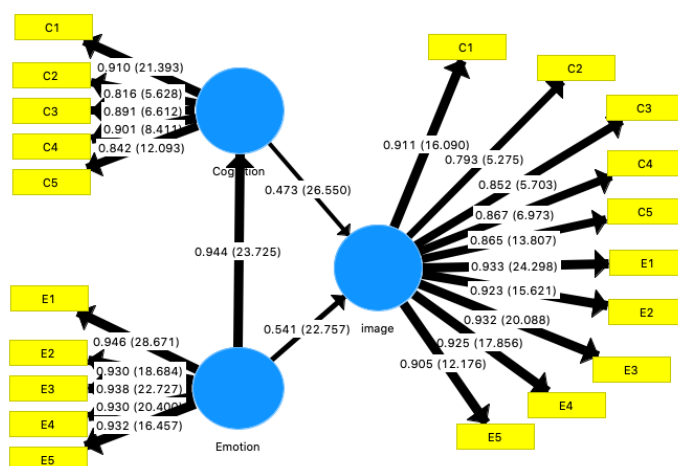 C1
C2
C3
C4
C5
0.910 (21.393)
0.816 (5.628)
0.891 (6.612)
0.901 (8.411)
0.842 (12.093)
Cognition
0.473 (26.550)
0.944 (23.725)
0.541 (22.757)
E1
E2
E3
E4
E5
0.946 (28.671)
0.930 (18.684)
0.938 (22.727)
0.930 (20.400)
0.932 (16.457)
Emotion
image
C1
C2
C3
C4
C5
E1
E2
E3
E4
E5
0.911 (16.090)
0.793 (5.275)
0.852 (5.703)
0.867 (6.973)
0.865 (13.807)
0.933 (24.298)
0.923 (15.621)
0.932 (20.088)
0.925 (17.856)
0.905 (12.176)